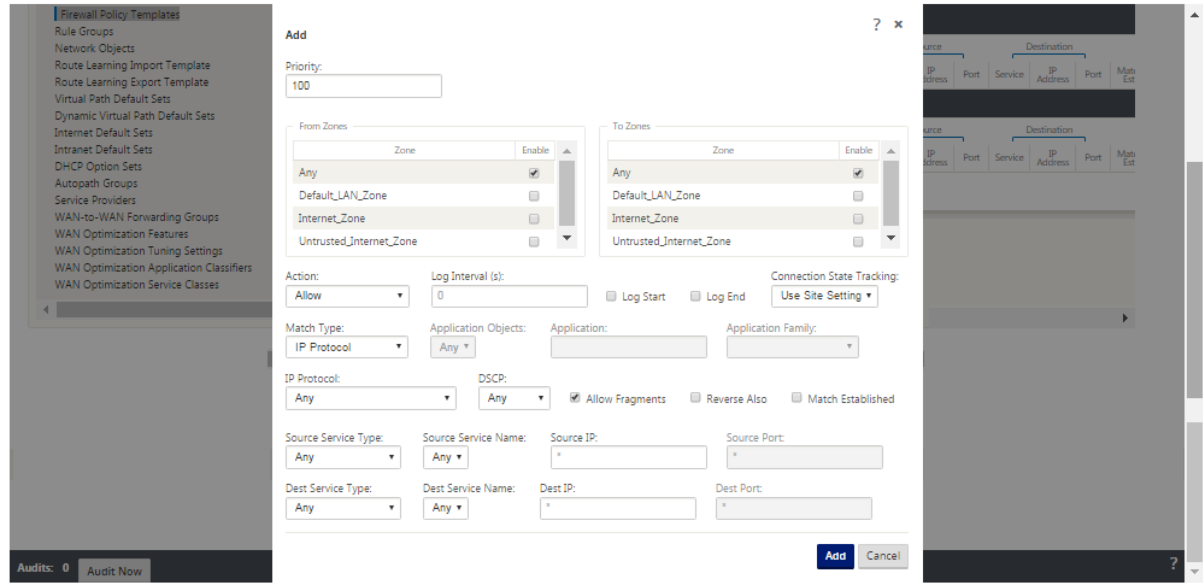 Firewall Policy Templates
Rule Groups
Network Objects
Route Learning Import Template
Route Learning Export Template
Virtual Path Default Sets
Dynamic Virtual Path Default Sets
Internet Default Sets
Intranet Default Sets
DHCP Option Sets
Autopath Groups
Service Providers
WAN-to-WAN Forwarding Groups
WAN Optimization Features
WAN Optimization Tuning Settings
WAN Optimization Application Classifiers
WAN Optimization Service Classes
Add ? ×
Priority:
100
From Zones To Zones
Zone Enable Zone Enable
Any Any
Default_LAN_Zone Default_LAN_Zone
Internet_Zone Internet_Zone
Untrusted_Internet_Zone Untrusted_Internet_Zone
Action: Log Interval (s): Connection State Tracking:
Allow 0 Log Start Log End Use Site Setting
Match Type: Application Objects: Application: Application Family:
IP Protocol Any
IP Protocol: DSCP:
Any Any Allow Fragments Reverse Also Match Established
Source Service Type: Source Service Name: Source IP: Source Port:
Any Any * *
Dest Service Type: Dest Service Name: Dest IP: Dest Port:
Any Any * *
Add Cancel
urce Destination
IP Port Service IP Port Mat
ddress Address Est
urce Destination
IP Port Service IP Port Mat
ddress Address Est
Audits: 0 Audit Now ?